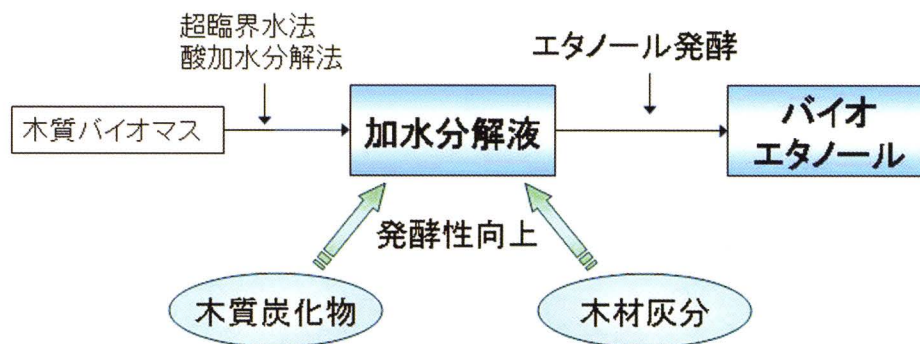 超臨界水法
酸加水分解法
エタノール発酵
木質バイオマス
加水分解液
バイオ
エタノール
発酵性向上
木質炭化物
木材灰分